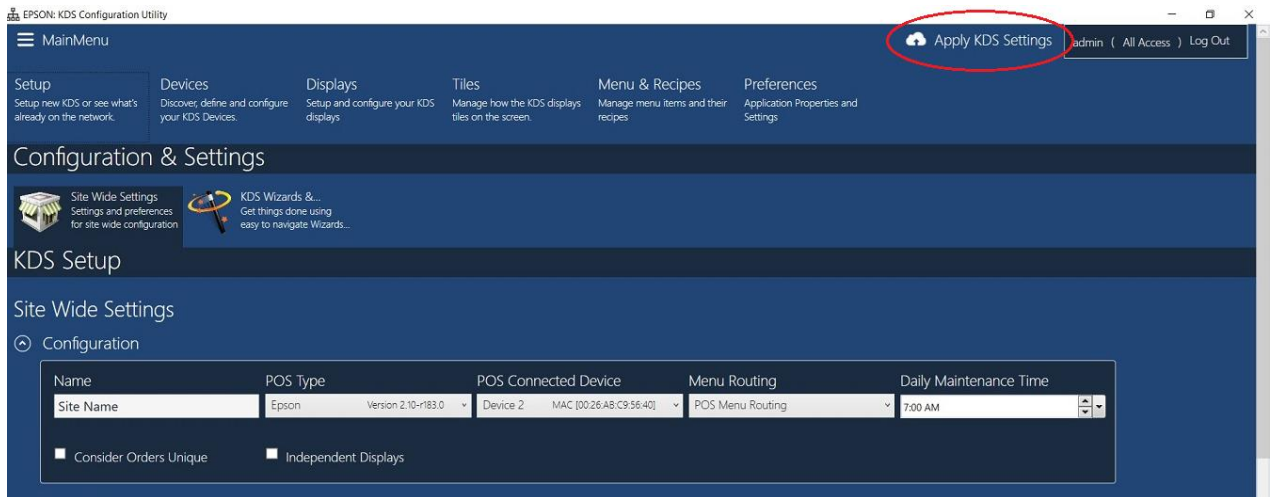 EPSON: KDS Configuration Utility
MainMenu
Apply KDS Settings
admin ( All Access ) Log Out
Setup
Setup new KDS or see what's
already on the network.
Devices
Discover, define and configure
your KDS Devices.
Displays
Setup and configure your KDS
displays
Tiles
Manage how the KDS displays
tiles on the screen.
Menu & Recipes
Manage menu items and their
recipes
Preferences
Application Properties and
Settings
Configuration & Settings
Site Wide Settings
Settings and preferences
for site wide configuration
KDS Wizards &...
Get things done using
easy to navigate Wizards...
KDS Setup
Site Wide Settings
Configuration
Name
Site Name
POS Type
Epson Version 2.10-r183.0
POS Connected Device
Device 2 MAC [00:26:AB:C9:56:40]
Menu Routing
POS Menu Routing
Daily Maintenance Time
7:00 AM
Consider Orders Unique
Independent Displays